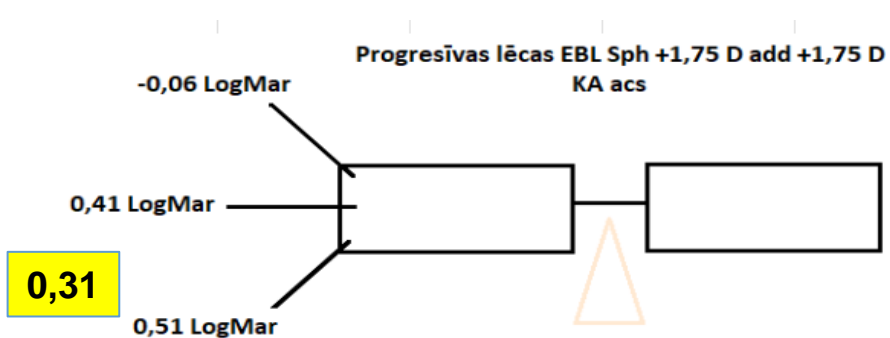 Progresīvas lēcas EBL Sph +1,75 D add +1,75 D
KA acs
-0,06 LogMar
0,41 LogMar
0,31
0,51 LogMar